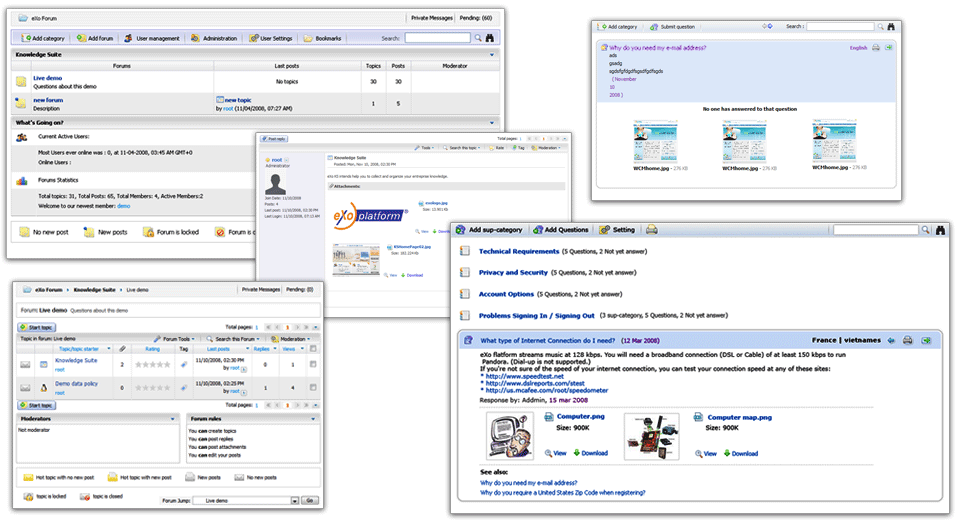 eXo Forum
Private Messages
Pending: (60)
Add category
Add forum
User management
Administration
User Settings
Bookmarks
Search:
Knowledge Suite
Forums
Last posts
Topics
Posts
Moderator
Live demo
Questions about this demo
No topics
30
30
new forum
Description
new topic
by root (11/04/2008, 07:27 AM)
1
5
What's Going on?
Current Active Users:
Most Users ever online was : 0, at 11-04-2008, 03:45 AM GMT+0
Online Users :
Forums Statistics
Total topics: 31, Total Posts: 65, Total Members: 4, Active Members:2
Welcome to our newest member: demo
No new post
New posts
Forum is locked
Forum is c
Post reply
Total pages: 1
1
Tools
Search this topic
Rate
Tag
Moderation
root
Administrator
Join Date: 11/10/2008
Posts: 4
Last post: 11/10/2008, 02:30 PM
Last Login: 11/10/2008, 07:13 AM
Knowledge Suite
Posted: Mon, Nov 10, 2008, 02:30 PM
eXo KS intends help you to collect and organize your enterprise knowledge.
Attachments:
eXo platform
exologo.jpg
View
Download
KSHomePageV2.jpg
View
Download
Add category
Submit question
Search :
Why do you need my e-mail address?
English
ads
gsadg
sgdsfgfdgdfsgsdfgdfsgds
( November
10
2008 )
No one has answered to that question
WCMhome.jpg - 276 KB
WCMhome.jpg - 276 KB
WCMhome.jpg - 276 KB
eXo Forum
Knowledge Suite
Live demo
Private Messages
Pending: (0)
Forum: Live demo
Questions about this demo
Start topic
Total pages: 1
1
Topic in forum: Live demo
Forum Tools
Search this Forum
Moderation
Topic/topic starter
Rating
Tag
Last posts
Replies
Views
Knowledge Suite
root
2
11/10/2008, 02:30 PM
by root
0
1
Demo data policy
root
0
11/10/2008, 02:25 PM
by root
1
4
Start topic
Total pages: 1
1
Moderators
Not moderator
Forum rules
You can create topics
You can post replies
You can post attachments
You can edit your posts
Hot topic with no new post
Hot topic with new post
New posts
No new posts
topic is locked
topic is closed
Forum Jump:
Live demo
Go
Add sup-category
Add Questions
Setting
Technical Requirements (5 Questions, 2 Not yet answer)
Privacy and Security (5 Questions, 2 Not yet answer)
Account Options (5 Questions, 2 Not yet answer)
Problems Signing In / Signing Out (3 sup-category, 5 Questions, 2 Not yet answer)
What type of Internet Connection do I need? (12 Mar 2008)
France | vietnames
eXo flatform streams music at 128 kbps. You will need a broadband connection (DSL or Cable) of at least 150 kbps to run
Pandora. (Dial-up is not supported.)
If you're not sure of the speed of your internet connection, you can test your connection speed at any of these sites:
* http://www.speedtest.net
* http://www.dslreports.com/stest
* http://us.mcafee.com/root/speedometer
Response by: Addmin, 15 mar 2008
Computer.png
Size: 900K
View
Download
Computer map.png
Size: 900K
View
Download
See also:
Why do you need my e-mail address?
Why do you require a United States Zip Code when registering?